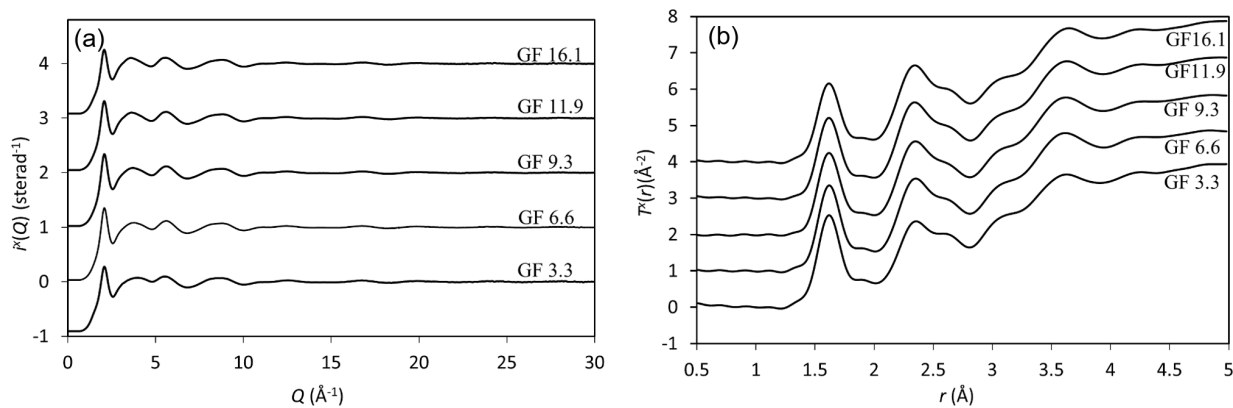 (a)
4
3
2
1
0
-1
i^x(Q) (sterad⁻¹)
GF 16.1
GF 11.9
GF 9.3
GF 6.6
GF 3.3
0 5 10 15 20 25 30
Q (Å⁻¹)
(b)
8
7
6
5
4
3
2
1
0
-1
T^x(r)(Å⁻²)
GF16.1
GF11.9
GF 9.3
GF 6.6
GF 3.3
0.5 1 1.5 2 2.5 3 3.5 4 4.5 5
r (Å)